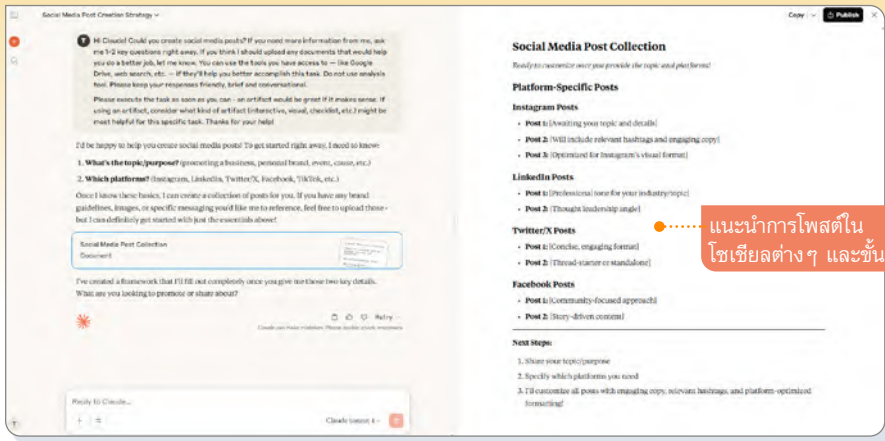 Social Media Post Creation Strategy
Copy
Publish
Hi Claude! Could you create social media posts? If you need more information from me, ask
me 1-2 key questions right away. If you think I should upload any documents that would help
you do a better job, let me know. You can use the tools you have access to — like Google
Drive, web search, etc. — if they'll help you better accomplish this task. Do not use analysis
tool. Please keep your responses friendly, brief and conversational.
Please execute the task as soon as you can - an artifact would be great if it makes sense. If
using an artifact, consider what kind of artifact (interactive, visual, checklist, etc.) might be
most helpful for this specific task. Thanks for your help!
I'd be happy to help you create social media posts! To get started right away, I need to know:
1. What's the topic/purpose? (promoting a business, personal brand, event, cause, etc.)
2. Which platforms? (Instagram, LinkedIn, Twitter/X, Facebook, TikTok, etc.)
Once I know these basics, I can create a collection of posts for you. If you have any brand
guidelines, images, or specific messaging you'd like me to reference, feel free to upload those -
but I can definitely get started with just the essentials above!
Social Media Post Collection
Document
I've created a framework that I'll fill out completely once you give me those two key details.
What are you looking to promote or share about?
Retry
Claude can make mistakes. Please double-check responses.
Reply to Claude...
Claude Sonnet 4
Social Media Post Collection
Ready to customize once you provide the topic and platforms!
Platform-Specific Posts
Instagram Posts
• Post 1: [Awaiting your topic and details]
• Post 2: [Will include relevant hashtags and engaging copy]
• Post 3: [Optimized for Instagram's visual format]
LinkedIn Posts
• Post 1: [Professional tone for your industry/topic]
• Post 2: [Thought leadership angle]
Twitter/X Posts
• Post 1: [Concise, engaging format]
• Post 2: [Thread-starter or standalone]
Facebook Posts
• Post 1: [Community-focused approach]
• Post 2: [Story-driven content]
Next Steps:
1. Share your topic/purpose
2. Specify which platforms you need
3. I'll customize all posts with engaging copy, relevant hashtags, and platform-optimized
formatting!
แนะนำการโพสต์ใน
โซเชียลต่างๆ และขั้น